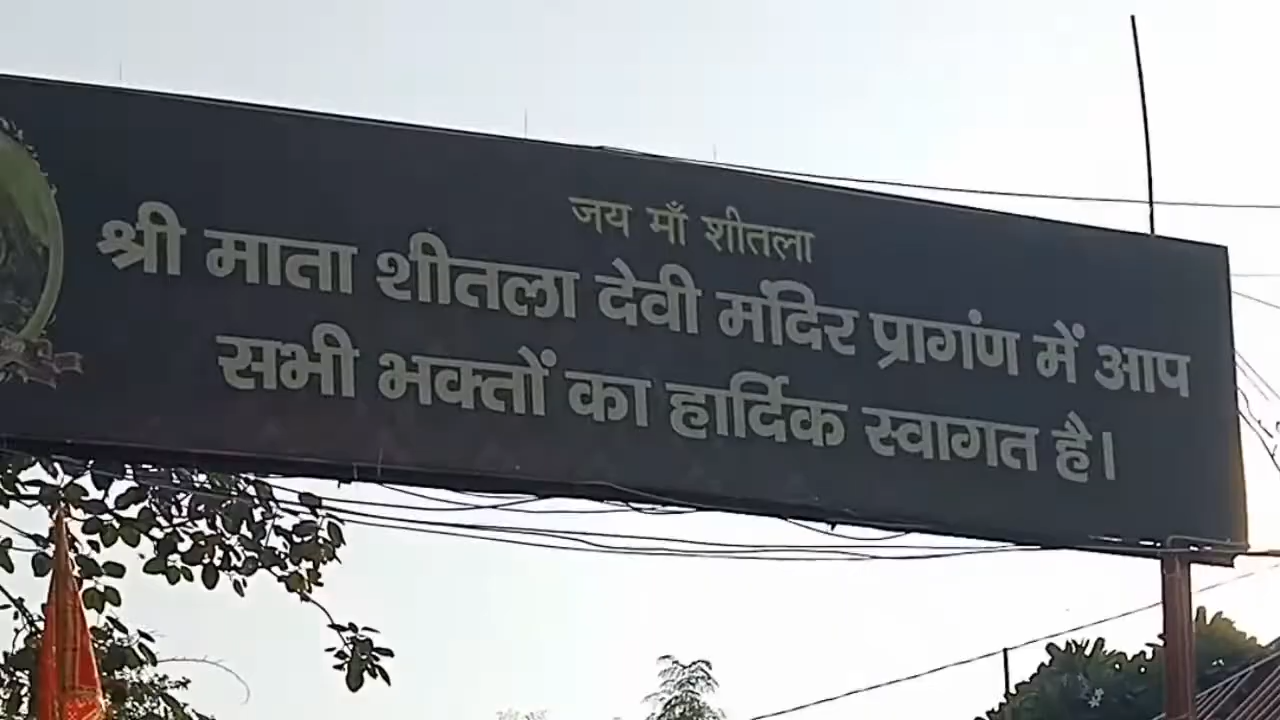 जय माँ शीतला
श्री माता शीतला देवी मंदिर प्रागंण में आप
सभी भक्तों का हार्दिक स्वागत है।